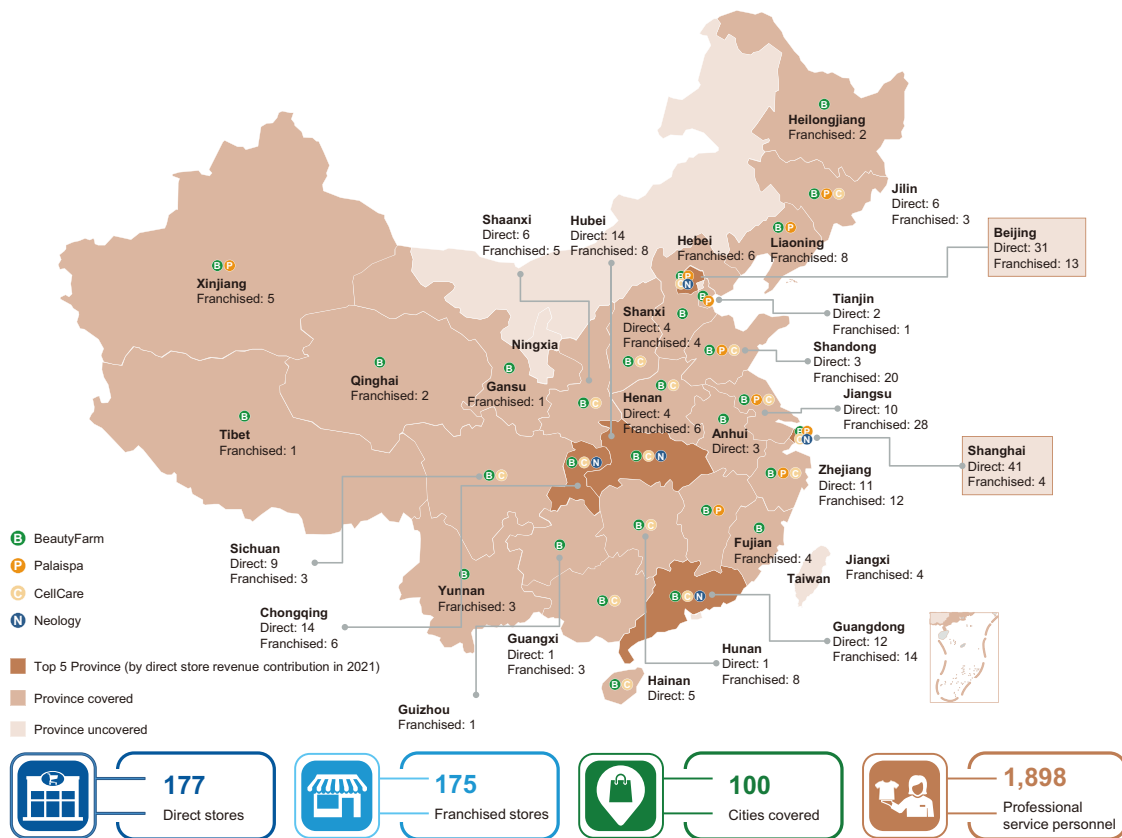 B
Heilongjiang
Franchised: 2
B P C
Jilin
Direct: 6
Franchised: 3
B P
Liaoning
Franchised: 8
Beijing
Direct: 31
Franchised: 13
Shaanxi
Direct: 6
Franchised: 5
Hubei
Direct: 14
Franchised: 8
Hebei
Franchised: 6
B P
C N
B P
Xinjiang
Franchised: 5
B
P
Tianjin
Direct: 2
Franchised: 1
B
Shanxi
Direct: 4
Franchised: 4
Ningxia
B P C
Shandong
Direct: 3
Franchised: 20
B
Qinghai
Franchised: 2
B
Gansu
Franchised: 1
B C
B C
Henan
Direct: 4
Franchised: 6
B C
B P C
Jiangsu
Direct: 10
Franchised: 28
B
Tibet
Franchised: 1
B
Anhui
Direct: 3
B P
C N
Shanghai
Direct: 41
Franchised: 4
B C
B C N
B C N
B P C
Zhejiang
Direct: 11
Franchised: 12
B P
B C
B
Fujian
Franchised: 4
B
B BeautyFarm
P Palaispa
C CellCare
N Neology
Sichuan
Direct: 9
Franchised: 3
B
Yunnan
Franchised: 3
Taiwan
Jiangxi
Franchised: 4
B C
B C N
Chongqing
Direct: 14
Franchised: 6
Guangxi
Direct: 1
Franchised: 3
Guangdong
Direct: 12
Franchised: 14
Hunan
Direct: 1
Franchised: 8
B C
Hainan
Direct: 5
Guizhou
Franchised: 1
Top 5 Province (by direct store revenue contribution in 2021)
Province covered
Province uncovered
177
Direct stores
175
Franchised stores
100
Cities covered
1,898
Professional
service personnel